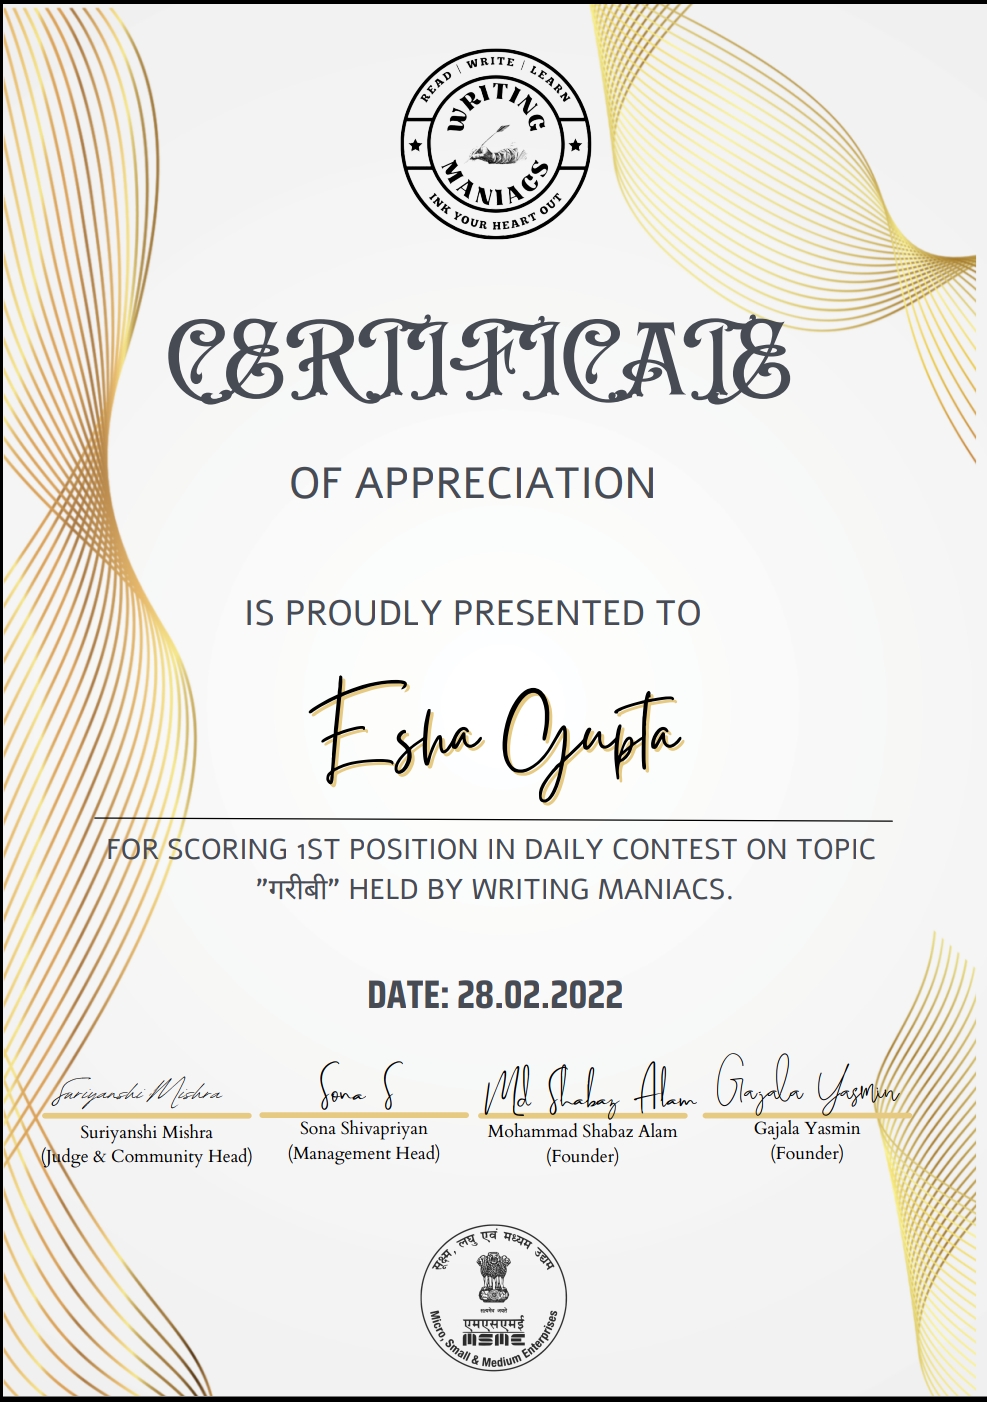 READ | WRITE | LEARN
WRITING
MANIACS
INK YOUR HEART OUT
CERTIFICATE
OF APPRECIATION
IS PROUDLY PRESENTED TO
Esha Gupta
FOR SCORING 1ST POSITION IN DAILY CONTEST ON TOPIC
”गरीबी” HELD BY WRITING MANIACS.
DATE: 28.02.2022
Suriyanshi Mishra Sona S Md Shabaz Alam Gazala Yasmin
Suriyanshi Mishra Sona Shivapriyan Mohammad Shabaz Alam Gajala Yasmin
(Judge & Community Head) (Management Head) (Founder) (Founder)
सूक्ष्म, लघु एवं मध्यम उद्यम
सत्यमेव जयते
एमएसएमई
MSME
Micro, Small & Medium Enterprises